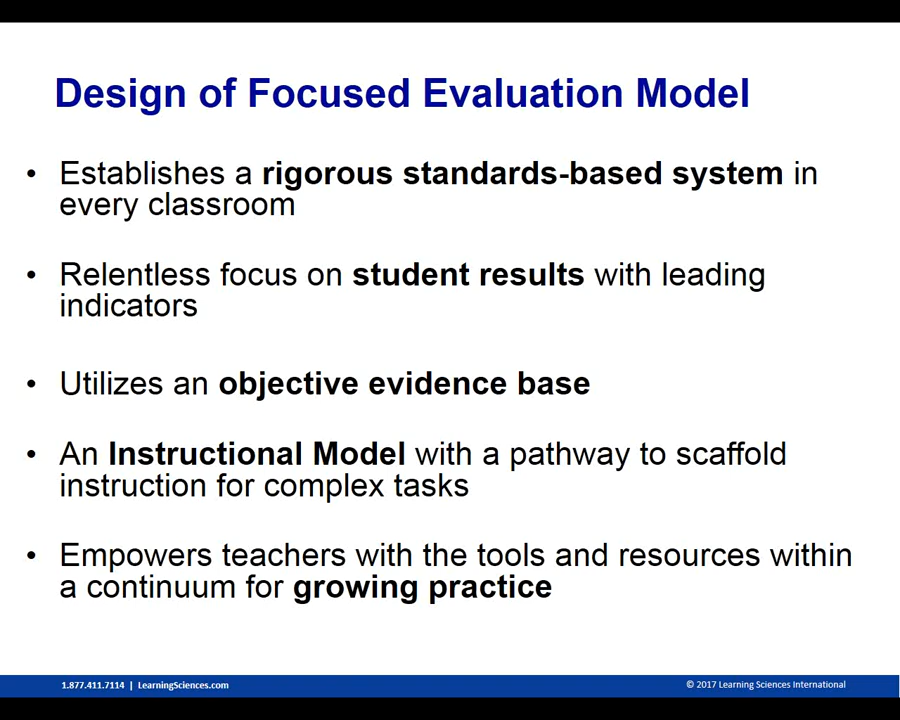 Design of Focused Evaluation Model
• Establishes a rigorous standards-based system in
every classroom
• Relentless focus on student results with leading
indicators
• Utilizes an objective evidence base
• An Instructional Model with a pathway to scaffold
instruction for complex tasks
• Empowers teachers with the tools and resources within
a continuum for growing practice
1.877.411.7114 | LearningSciences.com
© 2017 Learning Sciences International